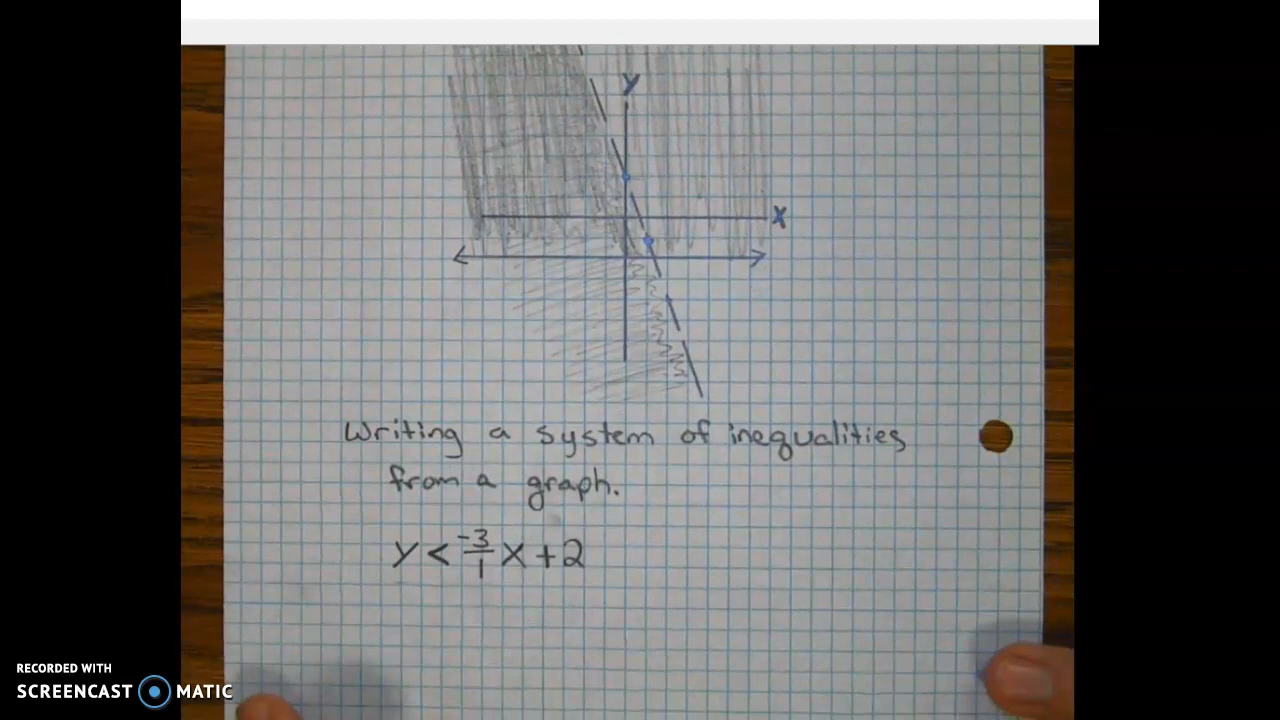 Y
X
Writing a system of inequalities
from a graph.
y < -3/1 x + 2
RECORDED WITH
SCREENCAST MATIC